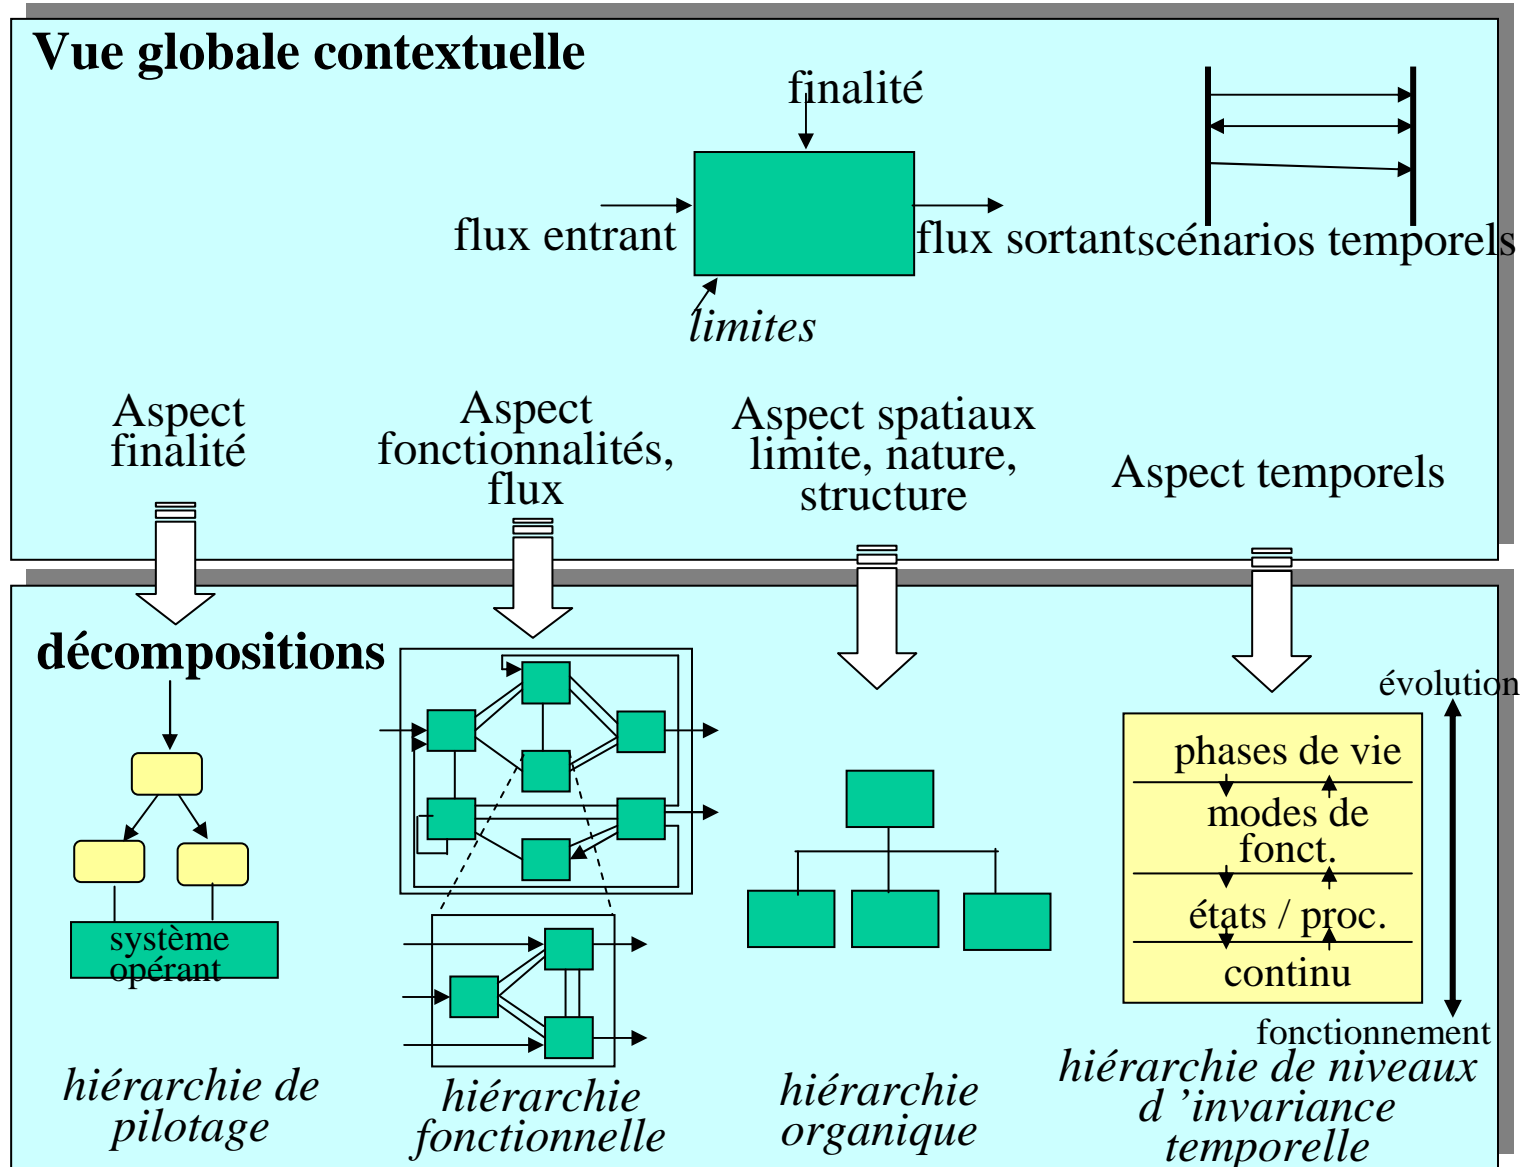 Vue globale contextuelle
finalité
flux entrant
flux sortant
scénarios temporels
limites
Aspect
finalité
Aspect
fonctionnalités,
flux
Aspect spatiaux
limite, nature,
structure
Aspect temporels
décompositions
système
opérant
évolution
phases de vie
modes de
fonct.
états / proc.
continu
fonctionnement
hiérarchie de
pilotage
hiérarchie
fonctionnelle
hiérarchie
organique
hiérarchie de niveaux
d ’invariance
temporelle